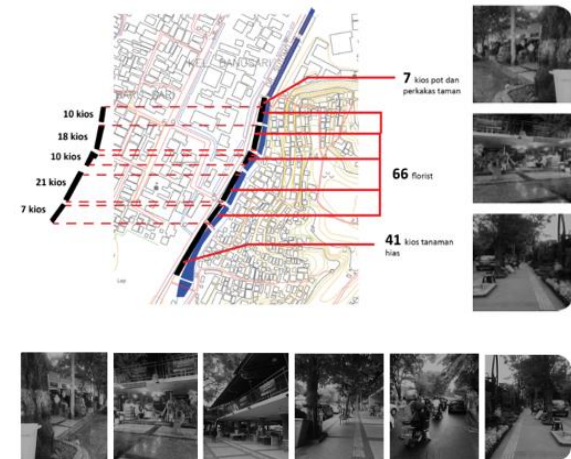 10 kios
18 kios
10 kios
21 kios
7 kios
7 kios pot dan
perkakas taman
66 florist
41 kios tanaman
hias